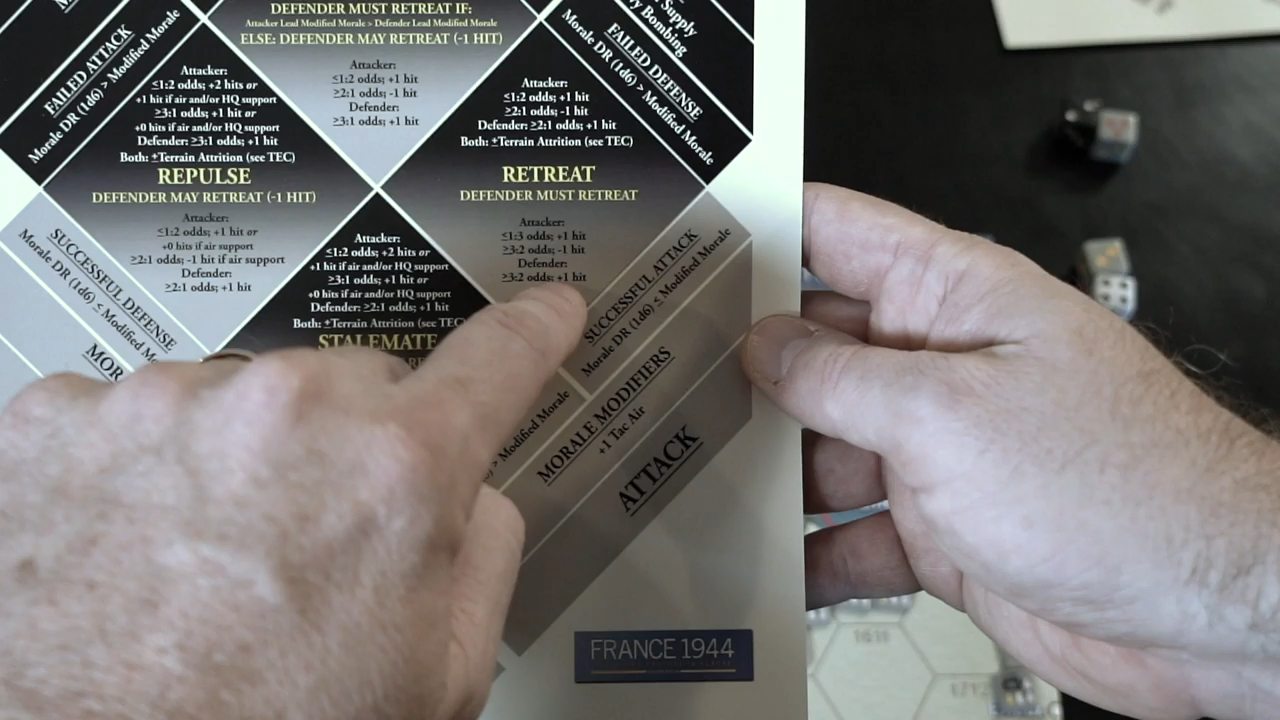 DEFENDER MUST RETREAT IF:
Attacker Lead Modified Morale > Defender Lead Modified Morale
ELSE: DEFENDER MAY RETREAT (-1 HIT)
Attacker:
≤1:2 odds; +1 hit
≥2:1 odds, -1 hit
Defender:
≥3:1 odds, +1 hit
FAILED ATTACK
Morale DR (1d6) > Modified Morale
Supply
by Bombing
FAILED DEFENSE
Morale DR (1d6) > Modified Morale
Attacker:
≤1:2 odds; +2 hits or
+1 hit if air and/or HQ support
≥3:1 odds; +1 hit or
+0 hits if air and/or HQ support
Defender: ≥3:1 odds, +1 hit
Both: ±Terrain Attrition (see TEC)
REPULSE
DEFENDER MAY RETREAT (-1 HIT)
Attacker:
≤1:2 odds; +1 hit or
+0 hits if air support
≥2:1 odds, -1 hit if air support
Defender:
≥2:1 odds; +1 hit
Attacker:
≤1:2 odds; +1 hit
≥2:1 odds, -1 hit
Defender: ≥2:1 odds, +1 hit
Both: ±Terrain Attrition (see TEC)
RETREAT
DEFENDER MUST RETREAT
Attacker:
≤1:3 odds; +1 hit
≥3:2 odds, -1 hit
Defender:
≥3:2 odds; +1 hit
SUCCESSFUL DEFENSE
Morale DR (1d6) ≤ Modified M
MOR
Attacker:
≤1:2 odds; +2 hits or
+1 hit if air and/or HQ support
≥3:1 odds; +1 hit or
+0 hits if air and/or HQ support
Defender: ≥2:1 odds, +1 hit
Both: ±Terrain Attrition (see TEC
STALEMATE
SUCCESSFUL ATTACK
Morale DR (1d6) ≤ Modified Morale
> Modified Morale
MORALE MODIFIERS
+1 Tac Air
ATTACK
FRANCE 1944